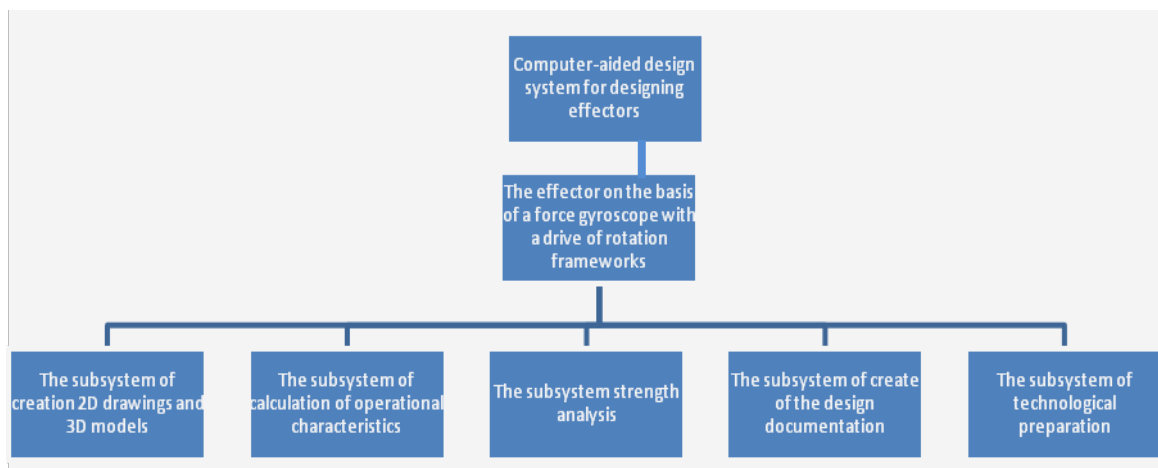 Computer-aided design
system for designing
effectors
The effector on the basis
of a force gyroscope with
a drive of rotation
frameworks
The subsystem of
creation 2D drawings and
3D models
The subsystem of
calculation of operational
characteristics
The subsystem strength
analysis
The subsystem of create
of the design
documentation
The subsystem of
technological
preparation